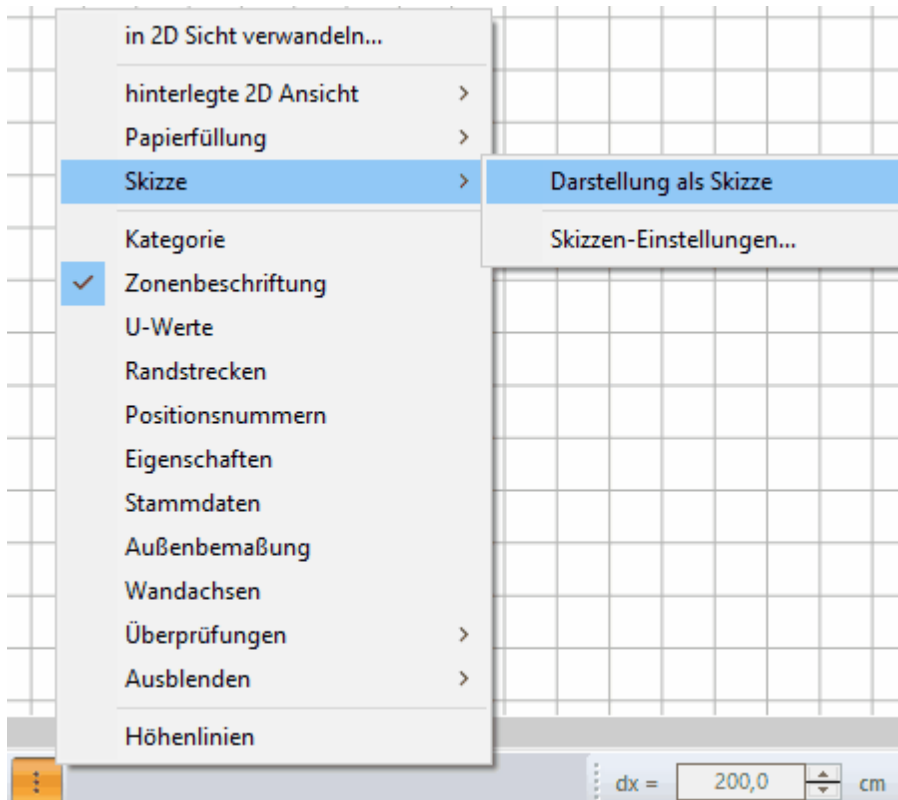 in 2D Sicht verwandeln...
hinterlegte 2D Ansicht
Papierfüllung
Skizze
Darstellung als Skizze
Skizzen-Einstellungen...
Kategorie
Zonenbeschriftung
U-Werte
Randstrecken
Positionsnummern
Eigenschaften
Stammdaten
Außenbemaßung
Wandachsen
Überprüfungen
Ausblenden
Höhenlinien
dx = 200,0 cm